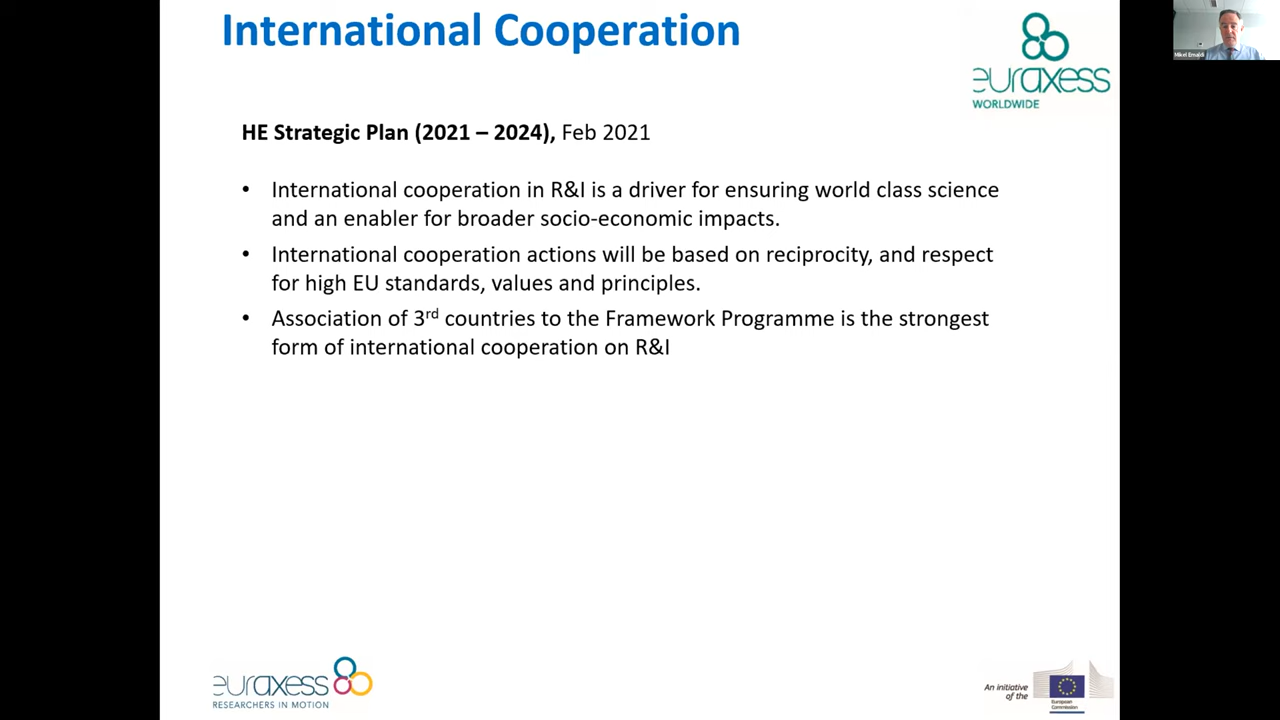 International Cooperation
euraxess
WORLDWIDE
Mikel Emaldi
HE Strategic Plan (2021 – 2024), Feb 2021
• International cooperation in R&I is a driver for ensuring world class science
and an enabler for broader socio-economic impacts.
• International cooperation actions will be based on reciprocity, and respect
for high EU standards, values and principles.
• Association of 3rd countries to the Framework Programme is the strongest
form of international cooperation on R&I
euraxess
RESEARCHERS IN MOTION
An initiative
of the
European
Commission